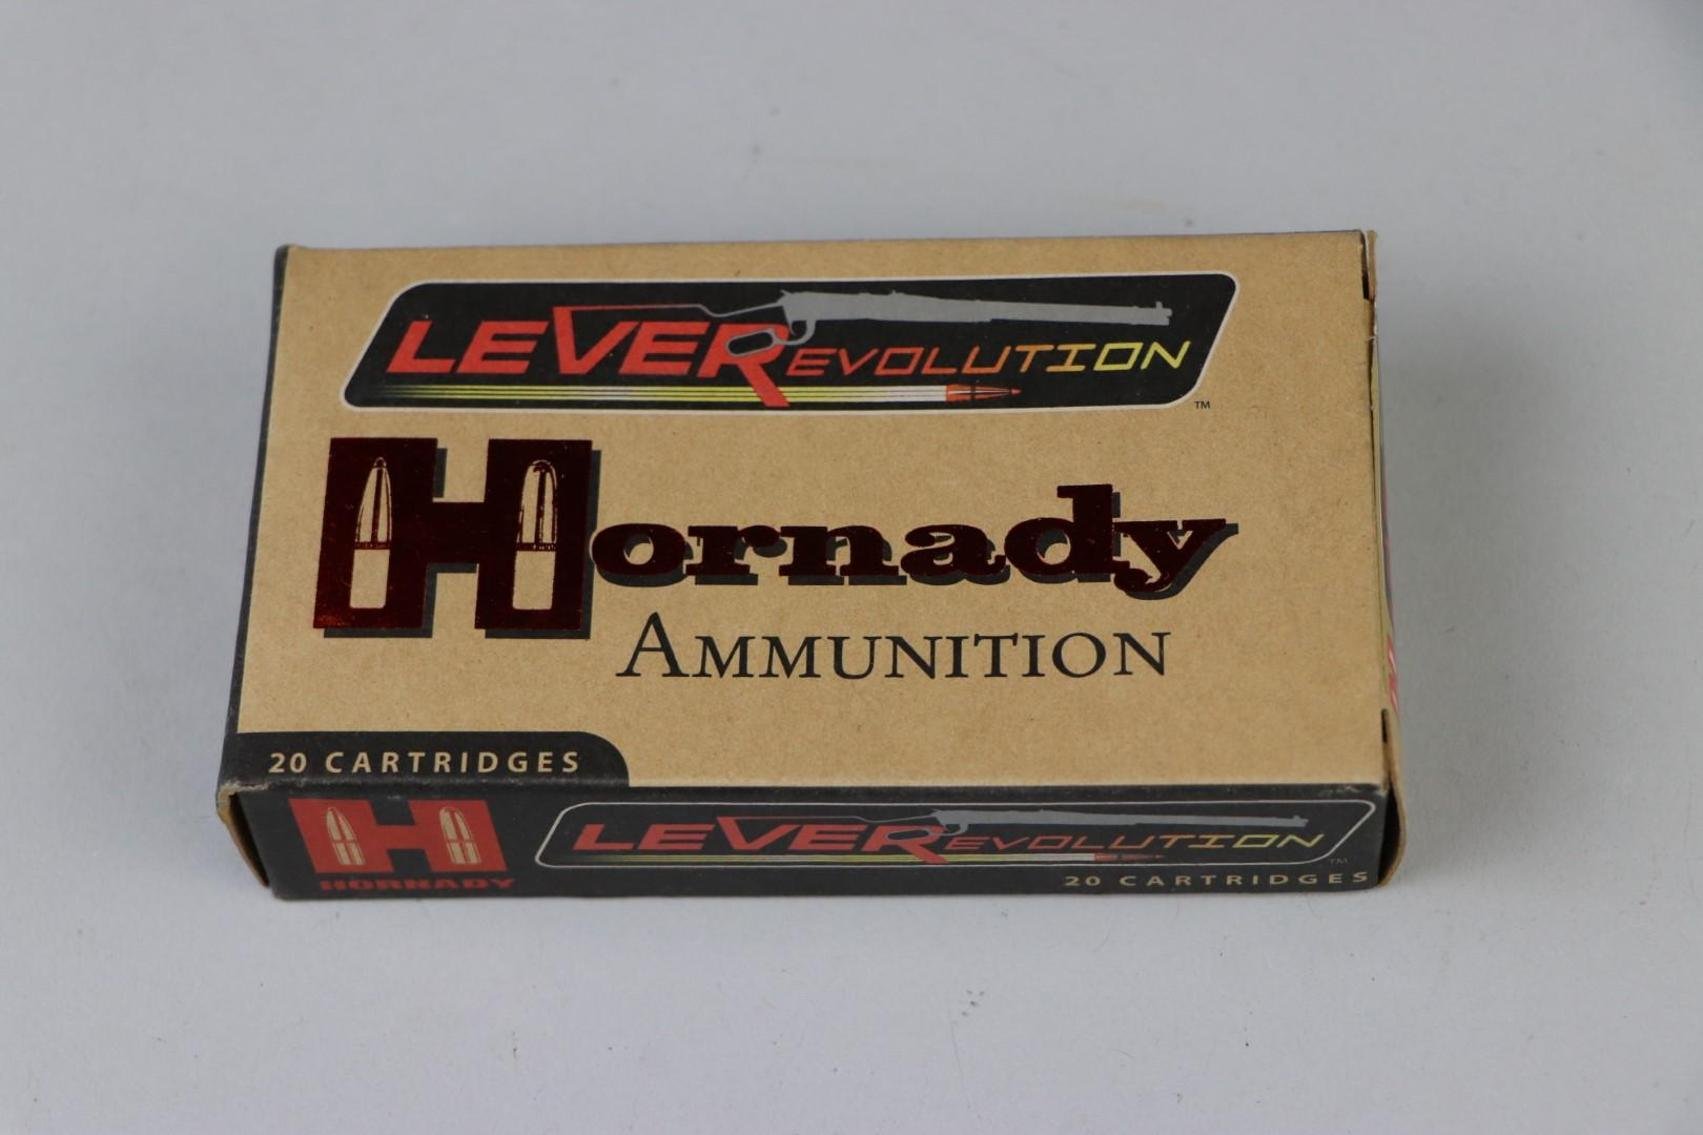 LEVERevolution
™
Hornady
AMMUNITION
20 CARTRIDGES
HORNADY
LEVERevolution
™
20 CARTRIDGES